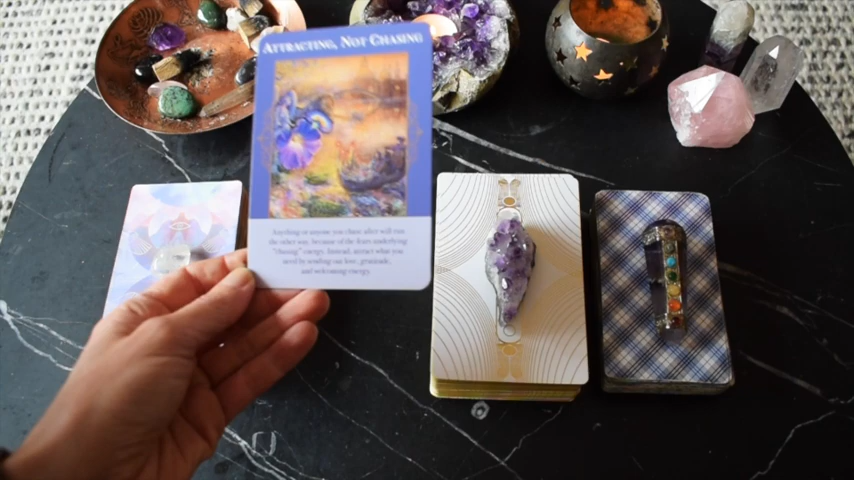 Attracting, Not Chasing
Anything or anyone you chase after will run
the other way, because of the fears underlying
"chasing" energy. Instead, attract what you
need by sending out love, gratitude,
and welcoming energy.